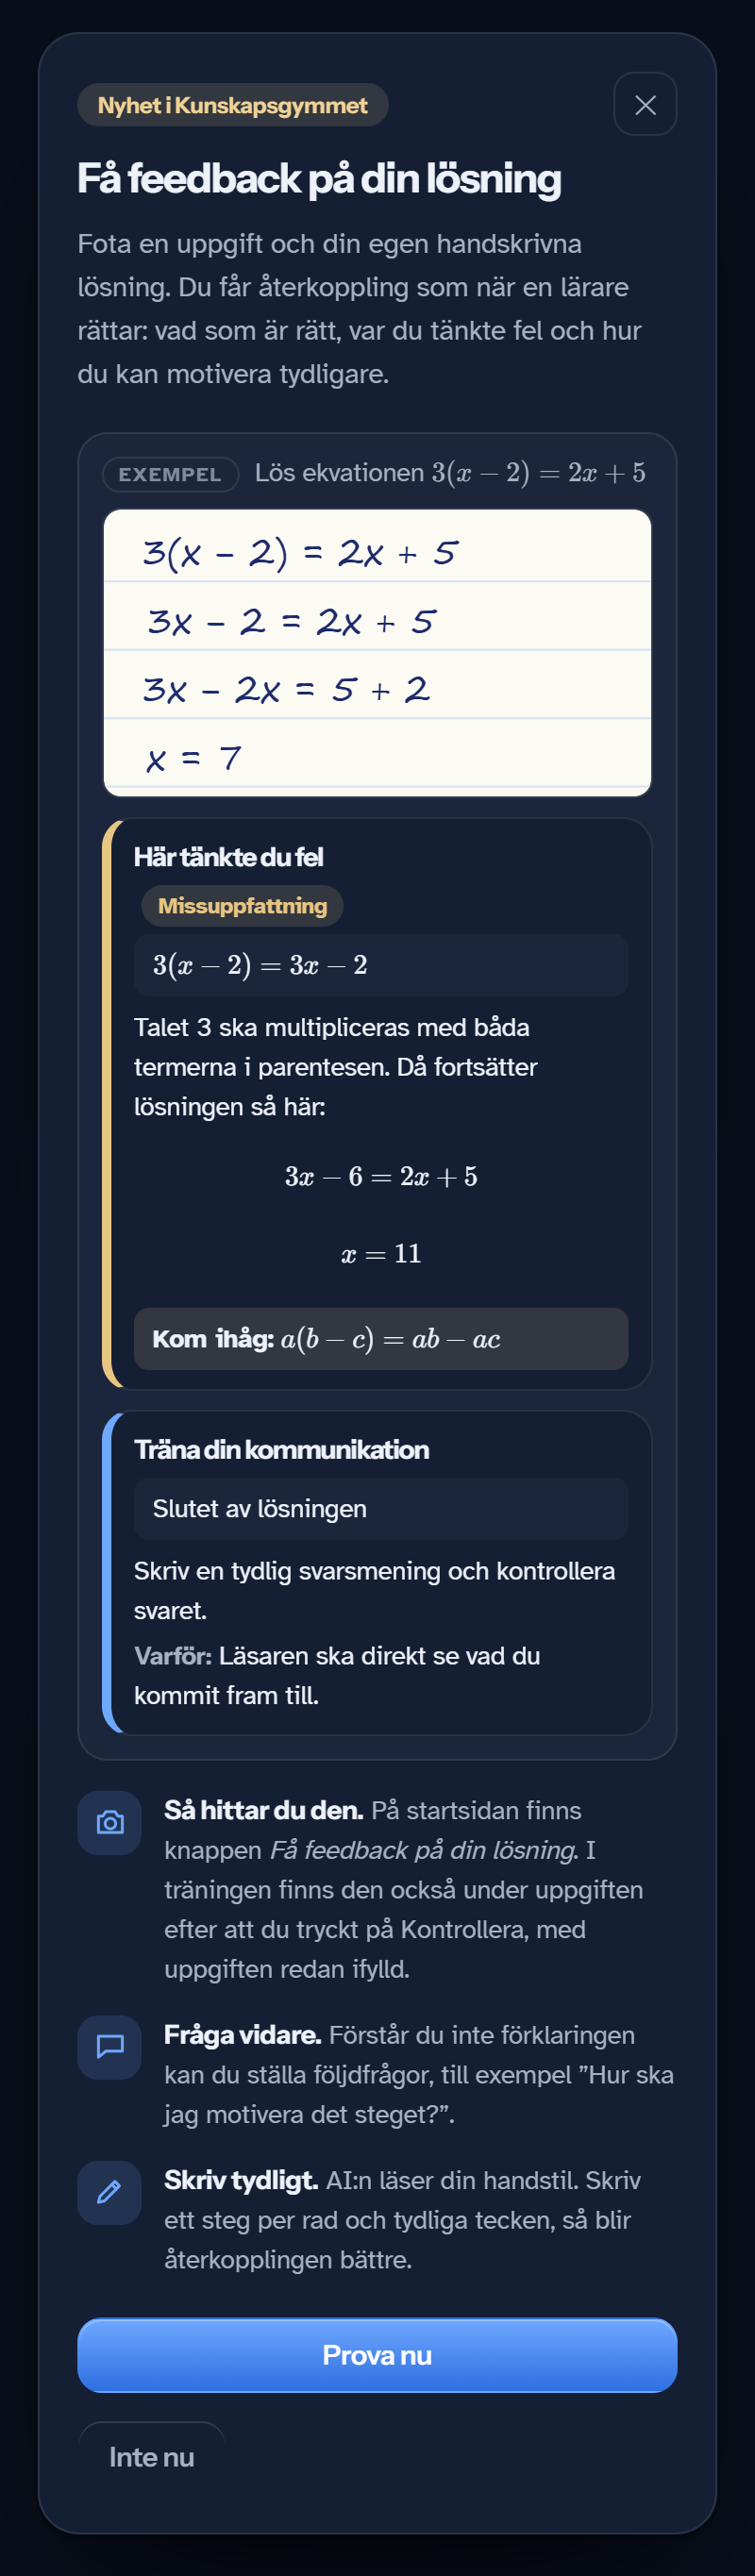 Nyhet i Kunskapsgymmet
Få feedback på din lösning
Fota en uppgift och din egen handskrivna
lösning. Du får återkoppling som när en lärare
rättar: vad som är rätt, var du tänkte fel och hur
du kan motivera tydligare.
EXEMPEL Lös ekvationen 3(x − 2) = 2x + 5
3(x − 2) = 2x + 5
3x − 2 = 2x + 5
3x − 2x = 5 + 2
x = 7
Här tänkte du fel
Missuppfattning
3(x − 2) = 3x − 2
Talet 3 ska multipliceras med båda
termerna i parentesen. Då fortsätter
lösningen så här:
3x − 6 = 2x + 5
x = 11
Kom ihåg: a(b − c) = ab − ac
Träna din kommunikation
Slutet av lösningen
Skriv en tydlig svarsmening och kontrollera
svaret.
Varför: Läsaren ska direkt se vad du
kommit fram till.
Så hittar du den. På startsidan finns
knappen Få feedback på din lösning. I
träningen finns den också under uppgiften
efter att du tryckt på Kontrollera, med
uppgiften redan ifylld.
Fråga vidare. Förstår du inte förklaringen
kan du ställa följdfrågor, till exempel ”Hur ska
jag motivera det steget?”.
Skriv tydligt. AI:n läser din handstil. Skriv
ett steg per rad och tydliga tecken, så blir
återkopplingen bättre.
Prova nu
Inte nu